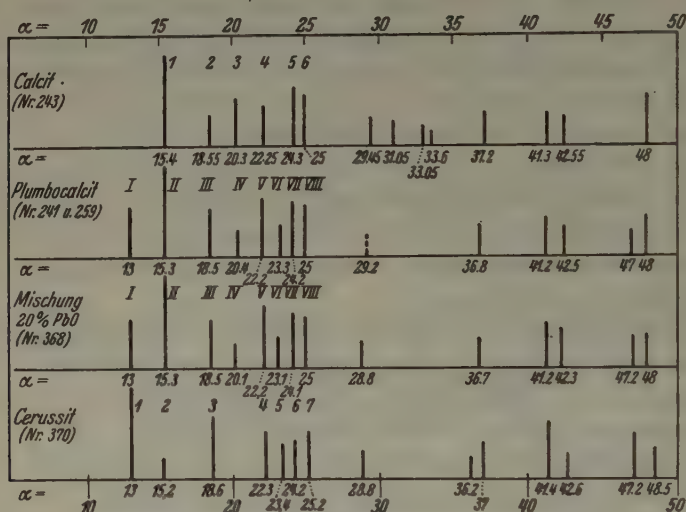 α = 10 15 20 25 30 35 40 45 50
1 2 3 4 5 6
Calcit
(Nr. 243)
α = 15.4 18.55 20.3 22.25 24.3 25 29.45 31.05 33.05 33.6 37.2 41.3 42.55 48
I II III IV V VI VII VIII
Plumbocalcit
(Nr. 241 u. 259)
13 15.3 18.5 20.4 22.2 23.3 24.2 25 29.2 36.8 41.2 42.5 47 48
I II III IV V VI VII VIII
Mischung
20% PbO
(Nr. 368)
α = 13 15.3 18.5 20.1 22.2 23.1 24.1 25 28.8 36.7 41.2 42.3 47.2 48
1 2 3 4 5 6 7
Cerussit
(Nr. 370)
α = 13 15.2 18.6 22.3 23.4 24.2 25.2 28.8 36.2 37 41.4 42.6 47.2 48.5
10 20 30 40 50